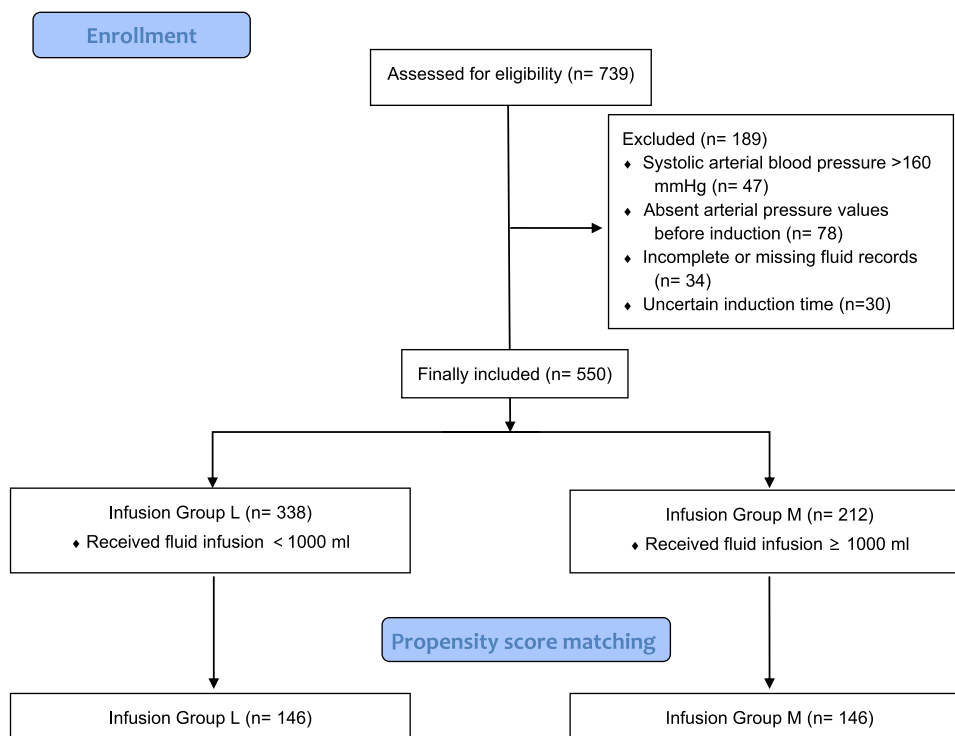 Enrollment
Assessed for eligibility (n= 739)
Excluded (n= 189)
♦ Systolic arterial blood pressure >160
mmHg (n= 47)
♦ Absent arterial pressure values
before induction (n= 78)
♦ Incomplete or missing fluid records
(n= 34)
♦ Uncertain induction time (n=30)
Finally included (n= 550)
Infusion Group L (n= 338)
♦ Received fluid infusion < 1000 ml
Infusion Group M (n= 212)
♦ Received fluid infusion ≥ 1000 ml
Propensity score matching
Infusion Group L (n= 146)
Infusion Group M (n= 146)